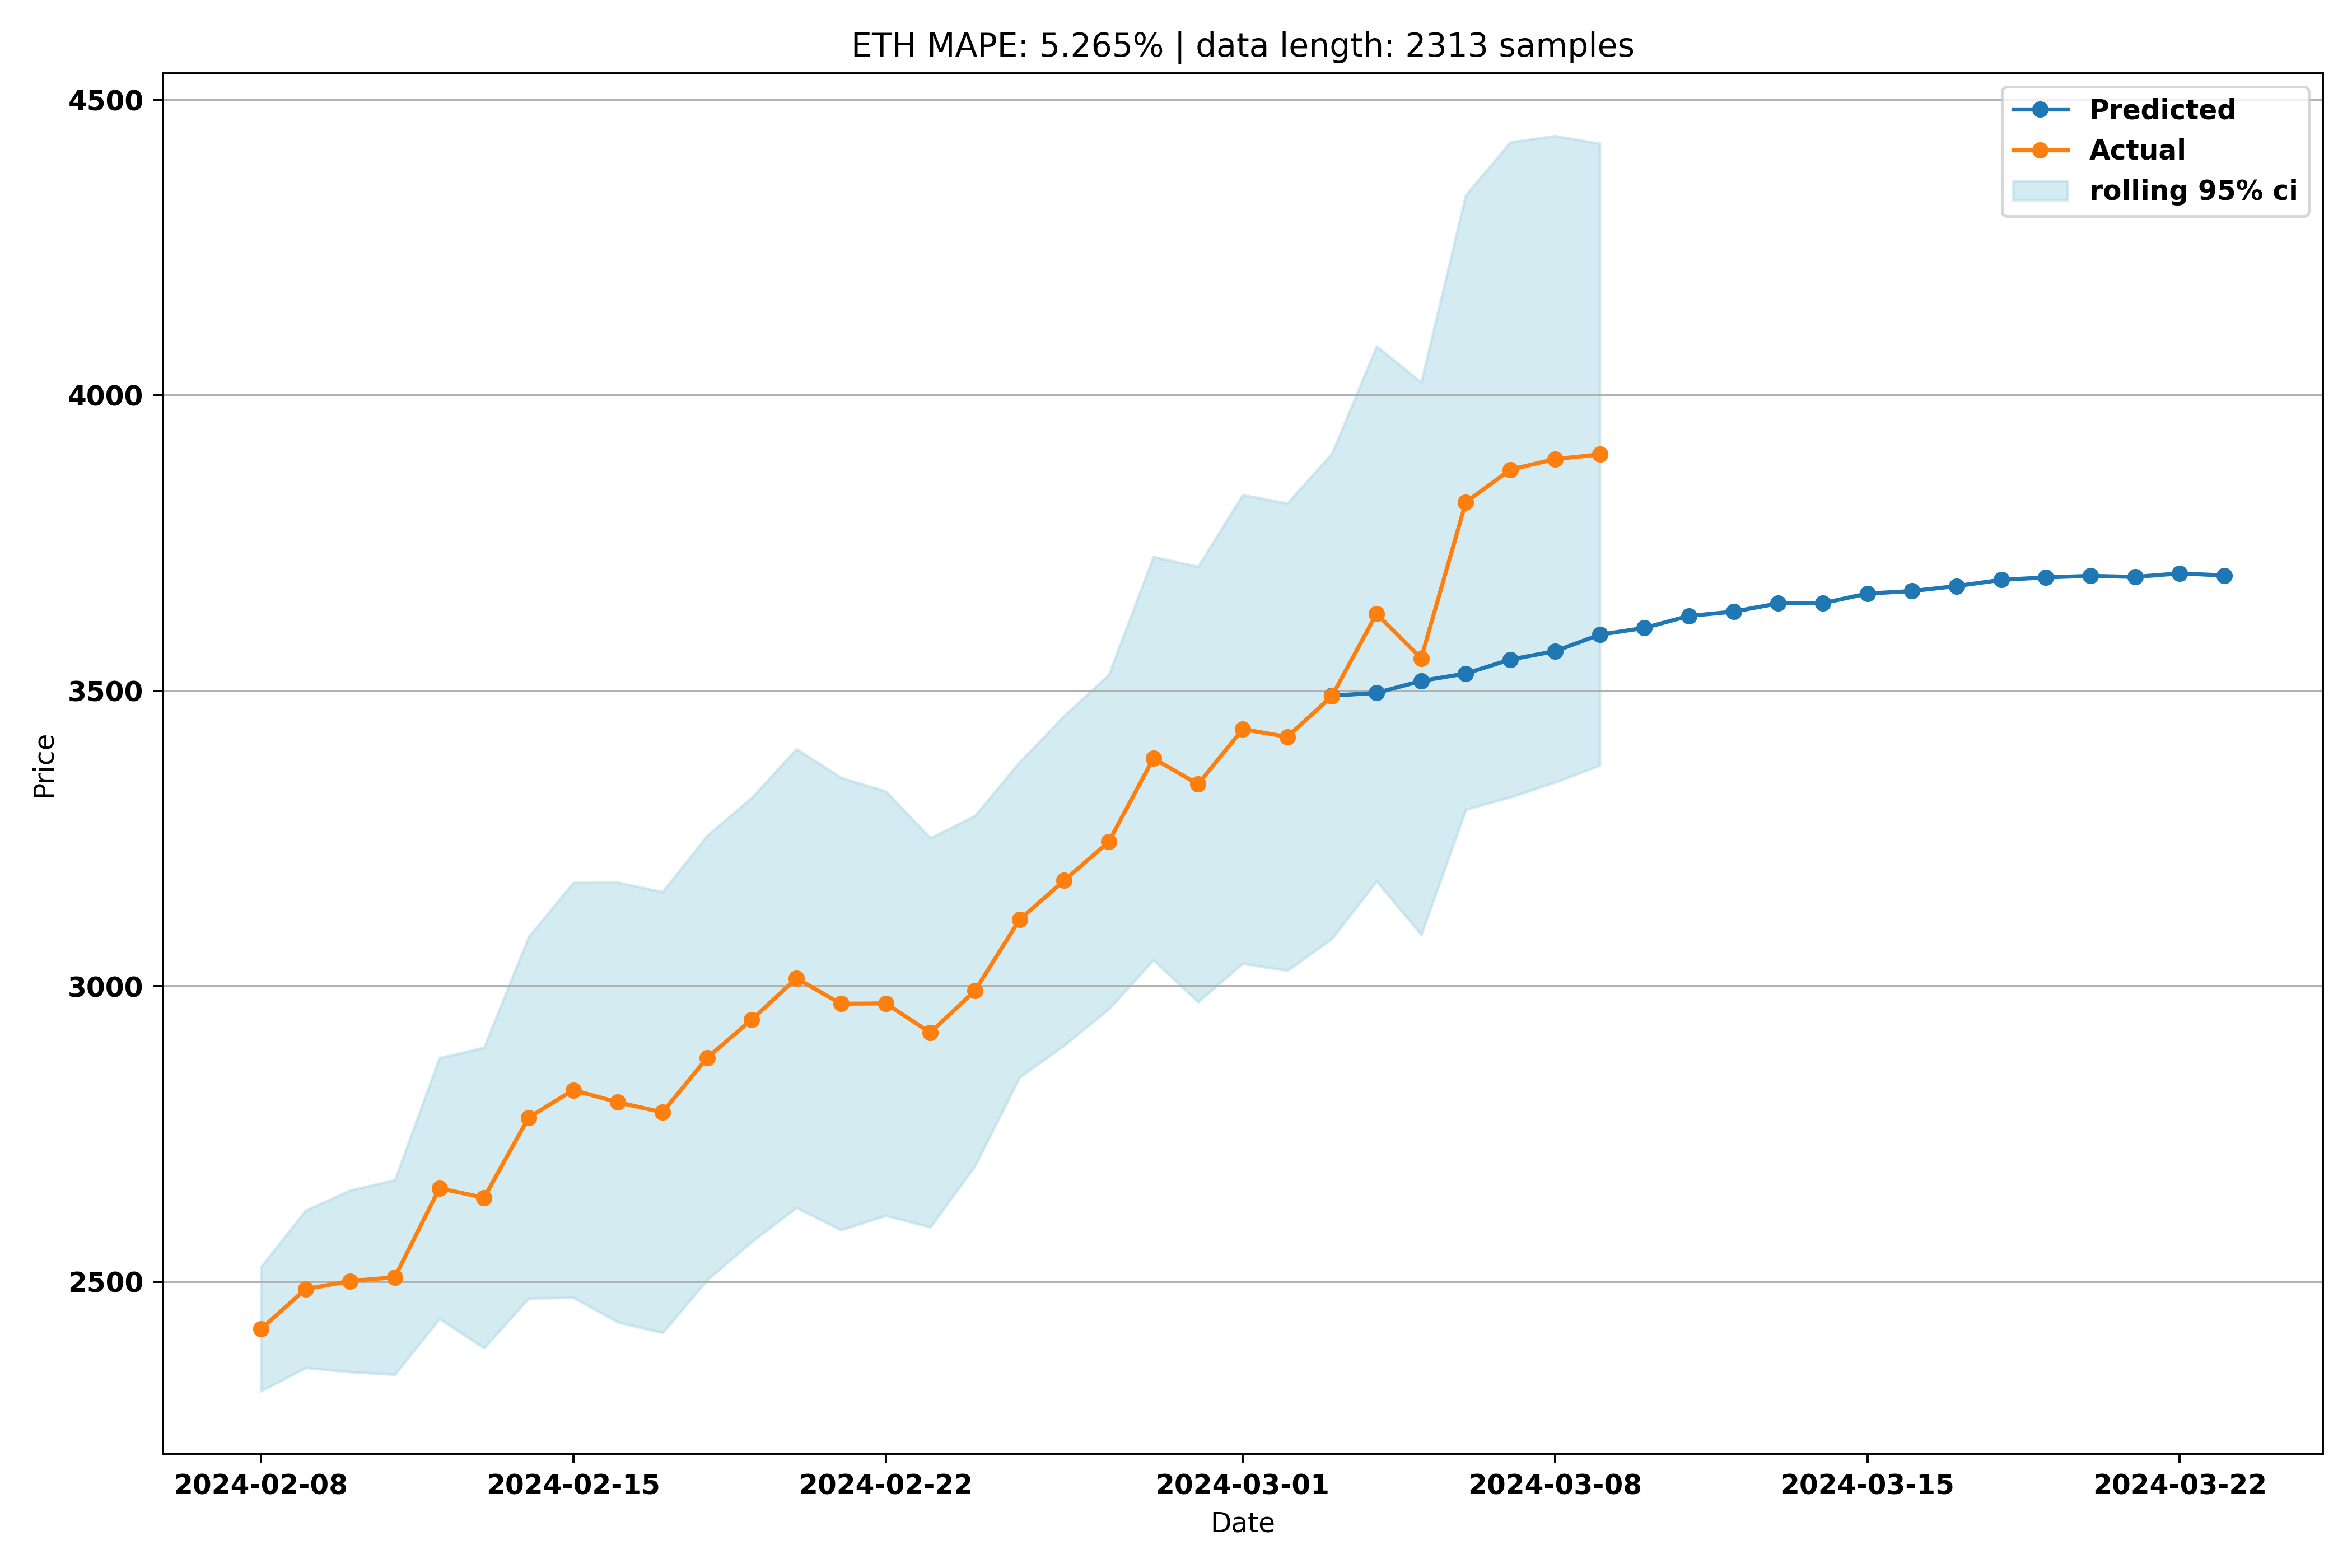 ETH MAPE: 5.265% | data length: 2313 samples
Predicted
Actual
rolling 95% ci
4500
4000
3500
3000
2500
Price
2024-02-08
2024-02-15
2024-02-22
2024-03-01
2024-03-08
2024-03-15
2024-03-22
Date